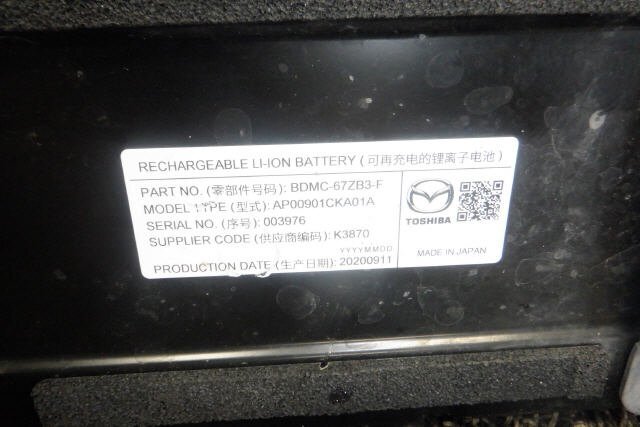 RECHARGEABLE LI-ION BATTERY (可再充电的锂离子电池)
PART NO. (零部件号码): BDMC-67ZB3-F
MODEL TYPE (型式): AP00901CKA01A
SERIAL NO. (序号): 003976
SUPPLIER CODE (供应商编码): K3870
YYYYMMDD
PRODUCTION DATE (生产日期): 20200911
TOSHIBA
MADE IN JAPAN